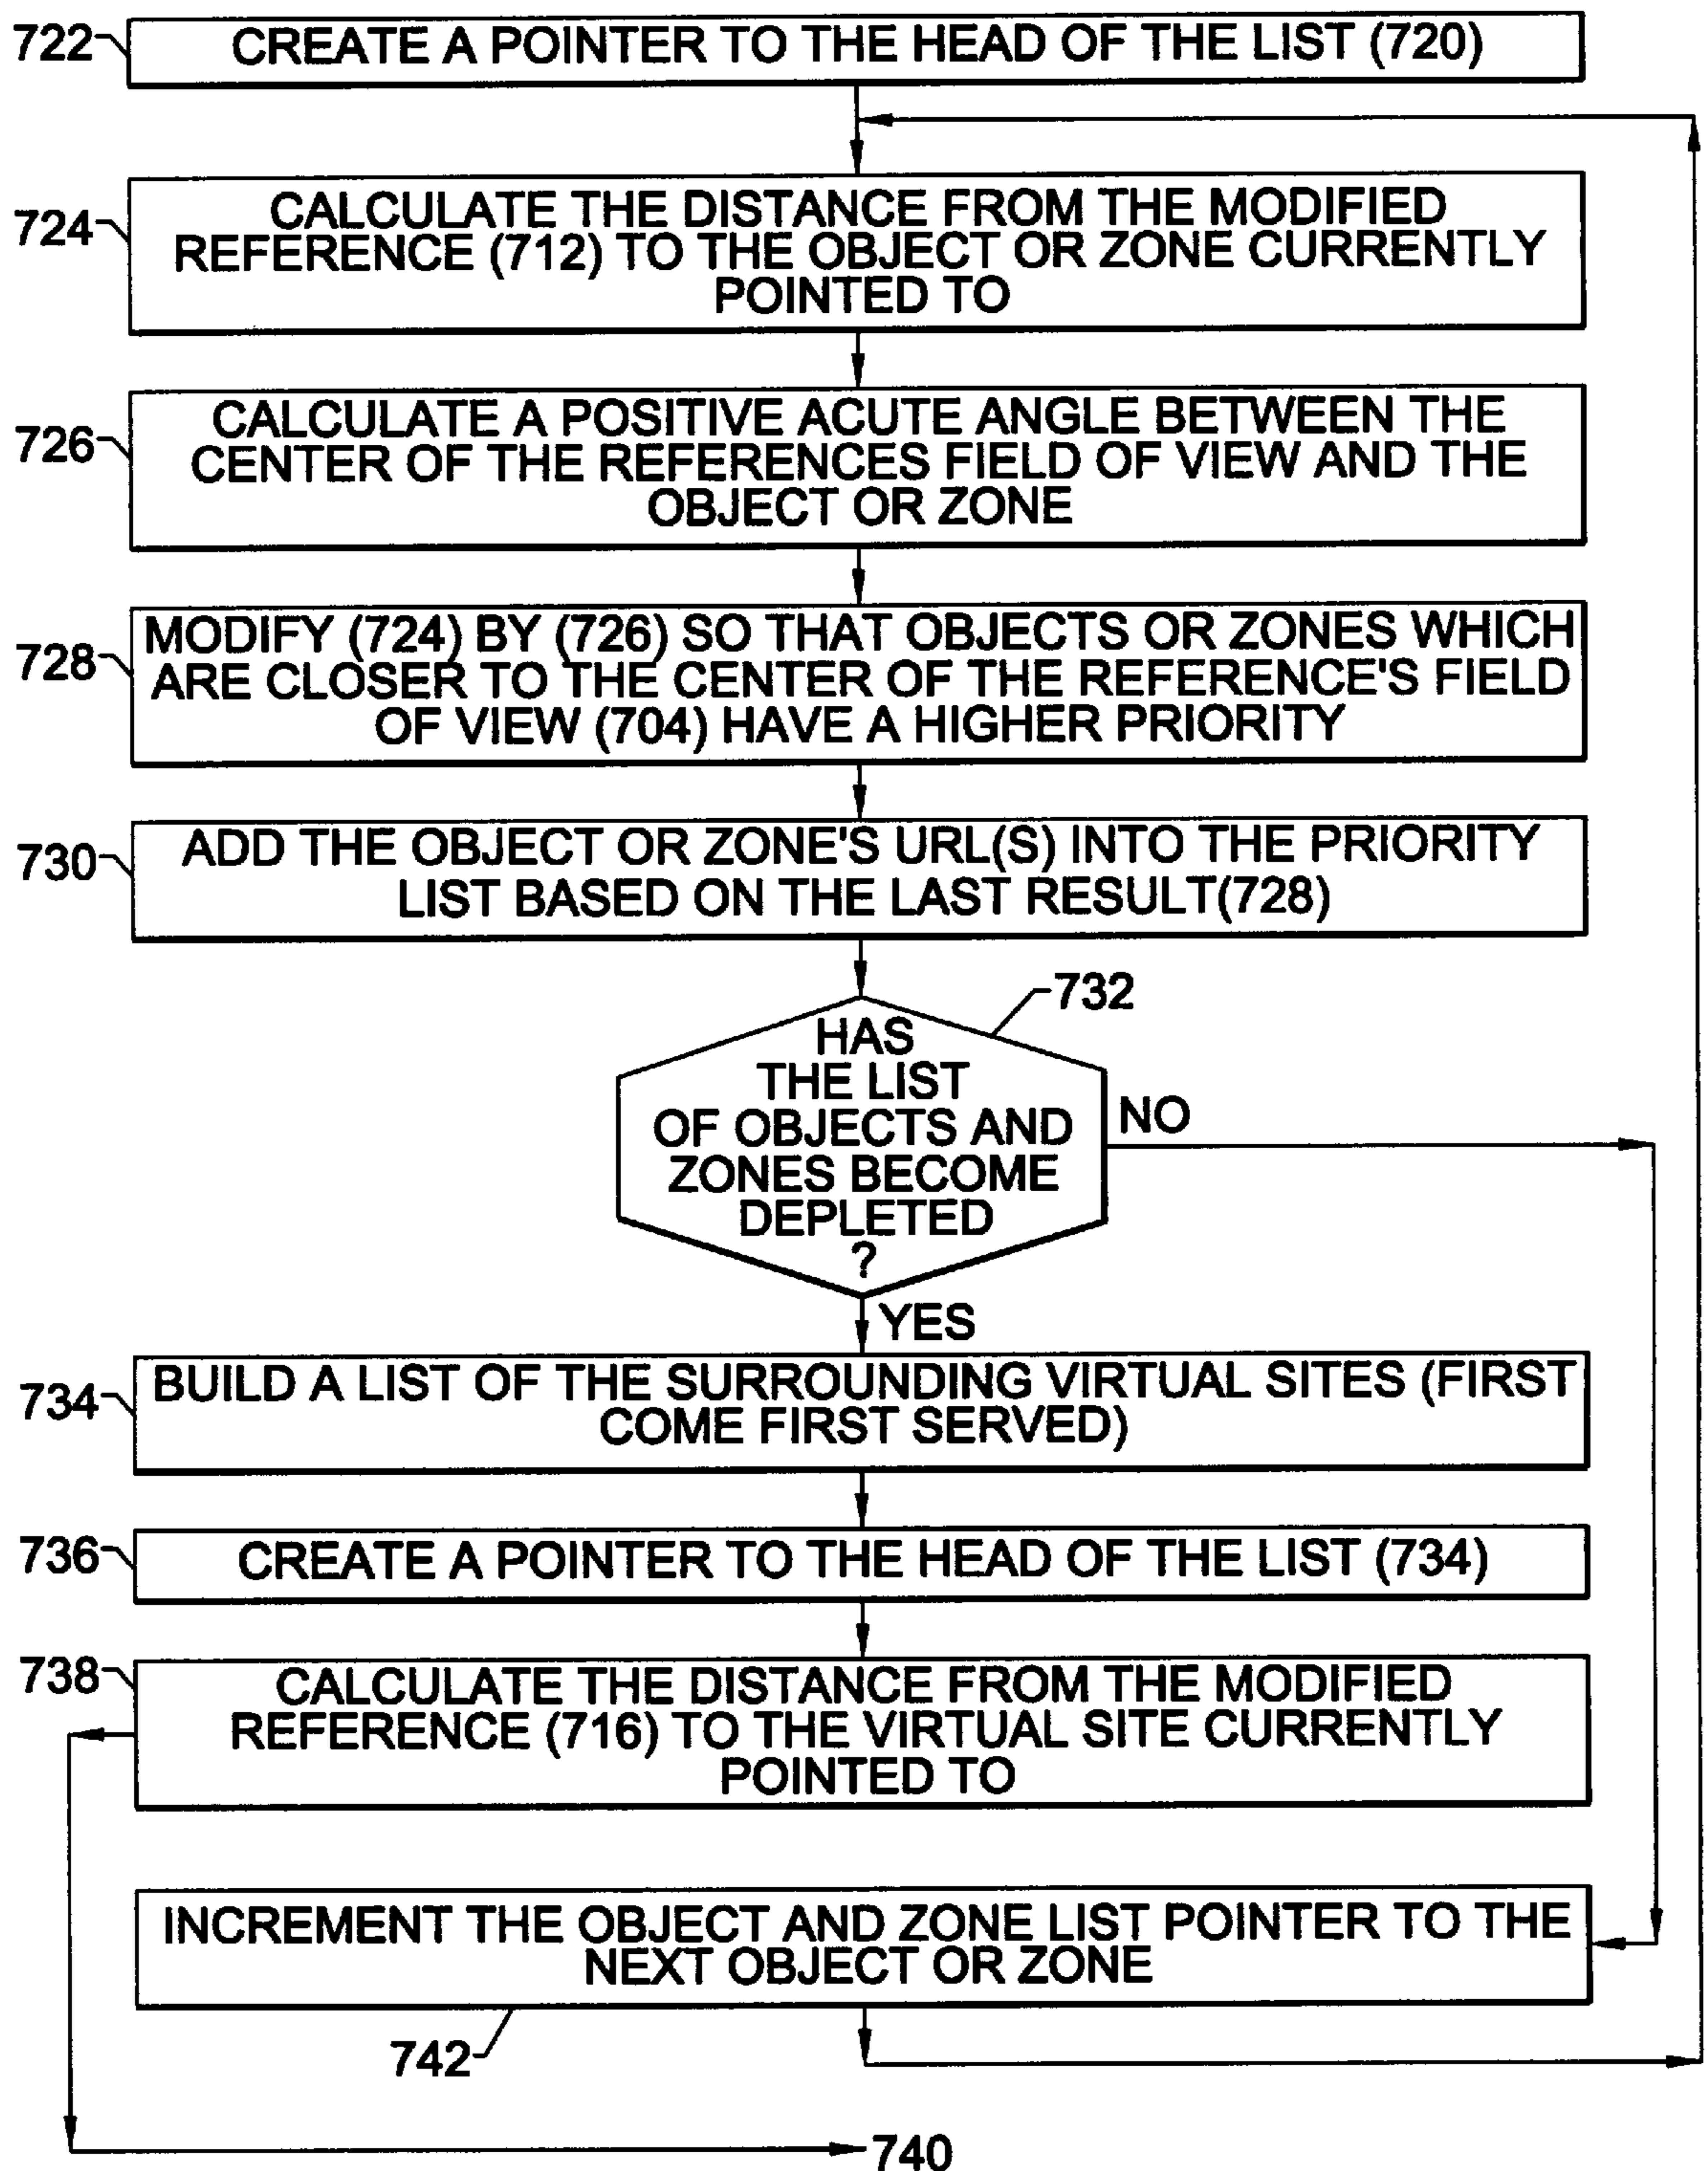 722
CREATE A POINTER TO THE HEAD OF THE LIST (720)
724
CALCULATE THE DISTANCE FROM THE MODIFIED
REFERENCE (712) TO THE OBJECT OR ZONE CURRENTLY
POINTED TO
726
CALCULATE A POSITIVE ACUTE ANGLE BETWEEN THE
CENTER OF THE REFERENCES FIELD OF VIEW AND THE
OBJECT OR ZONE
728
MODIFY (724) BY (726) SO THAT OBJECTS OR ZONES WHICH
ARE CLOSER TO THE CENTER OF THE REFERENCE'S FIELD
OF VIEW (704) HAVE A HIGHER PRIORITY
730
ADD THE OBJECT OR ZONE'S URL(S) INTO THE PRIORITY
LIST BASED ON THE LAST RESULT(728)
732
HAS
THE LIST
OF OBJECTS AND
ZONES BECOME
DEPLETED
?
NO
YES
734
BUILD A LIST OF THE SURROUNDING VIRTUAL SITES (FIRST
COME FIRST SERVED)
736
CREATE A POINTER TO THE HEAD OF THE LIST (734)
738
CALCULATE THE DISTANCE FROM THE MODIFIED
REFERENCE (716) TO THE VIRTUAL SITE CURRENTLY
POINTED TO
INCREMENT THE OBJECT AND ZONE LIST POINTER TO THE
NEXT OBJECT OR ZONE
742
740